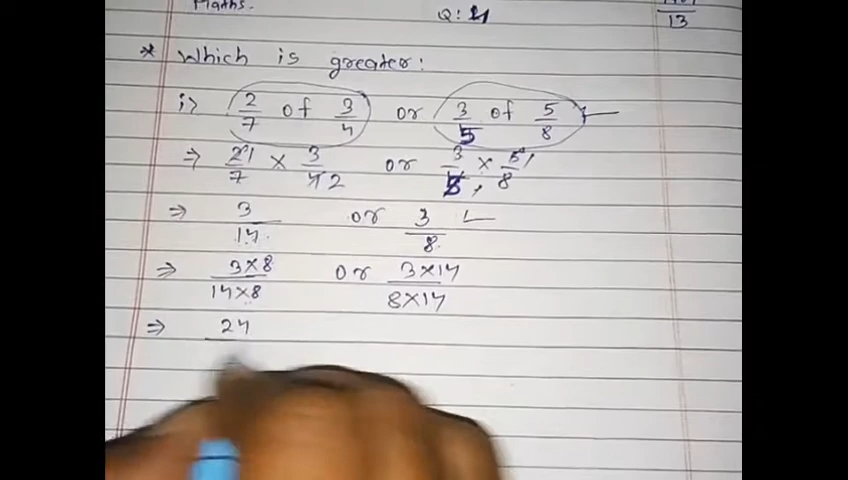 Maths.
Q: 21
13
* Which is greater:
i> 2/7 of 3/4 or 3/5 of 5/8
⇒ 2/7 × 3/4 2 or 3/5 × 5/8
⇒ 3/14 or 3/8
⇒ 3×8/14×8 or 3×14/8×14
⇒ 24